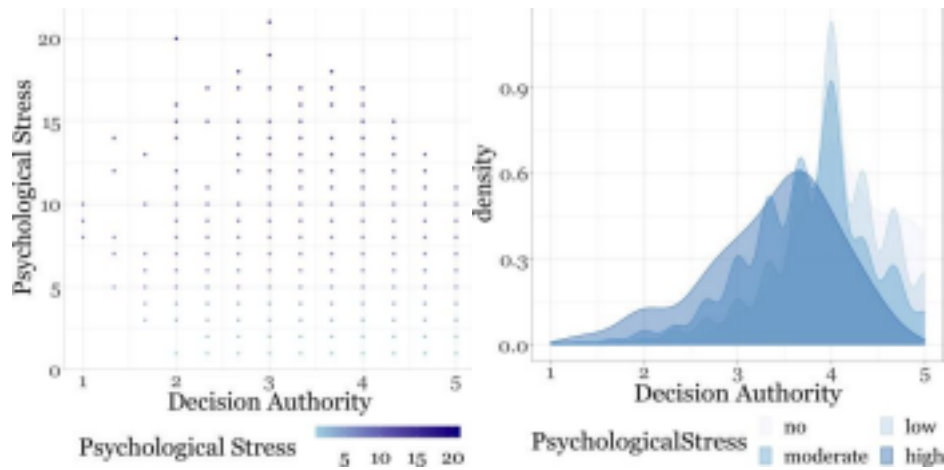 20
15
10
5
0
Psychological Stress
1 2 3 4 5
Decision Authority
Psychological Stress
5 10 15 20
0.9
0.6
0.3
0.0
density
1 2 3 4 5
Decision Authority
PsychologicalStress
no low
moderate high